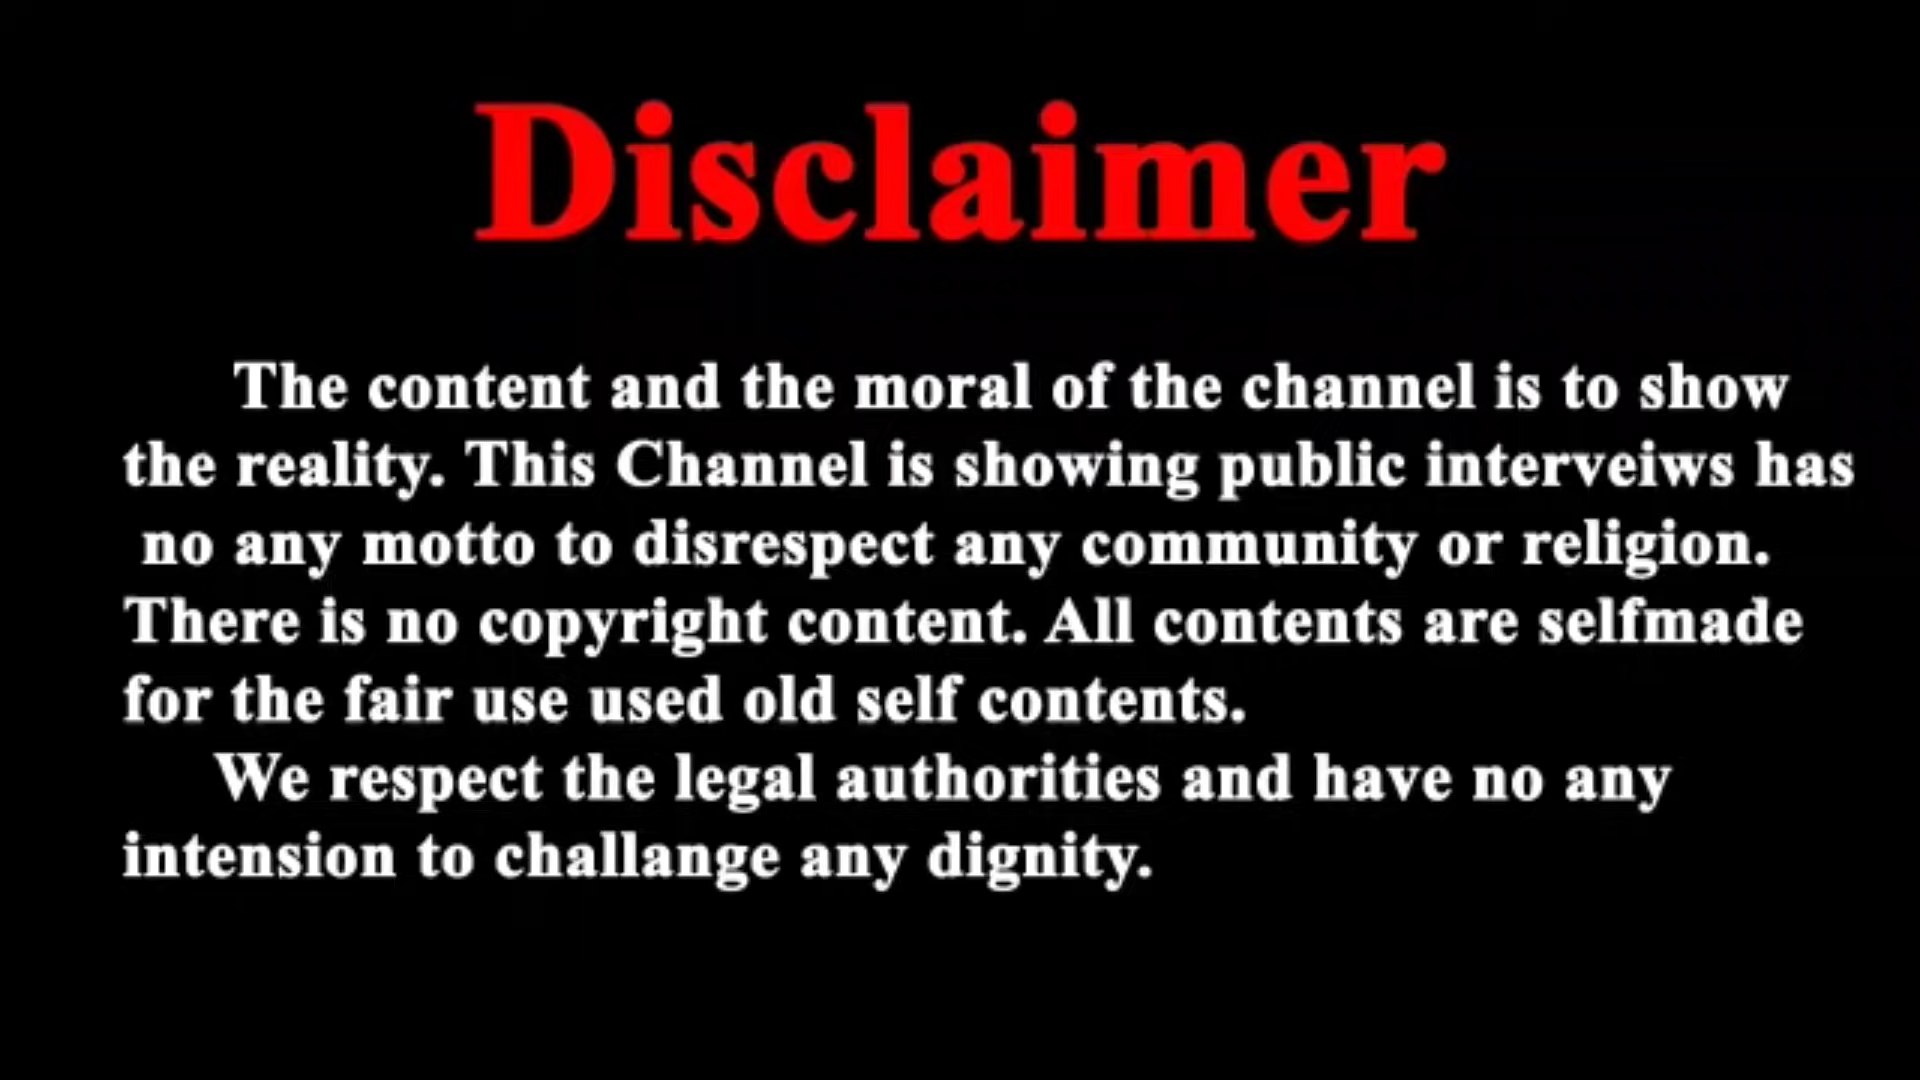 Disclaimer
The content and the moral of the channel is to show
the reality. This Channel is showing public interveiws has
no any motto to disrespect any community or religion.
There is no copyright content. All contents are selfmade
for the fair use used old self contents.
We respect the legal authorities and have no any
intension to challange any dignity.